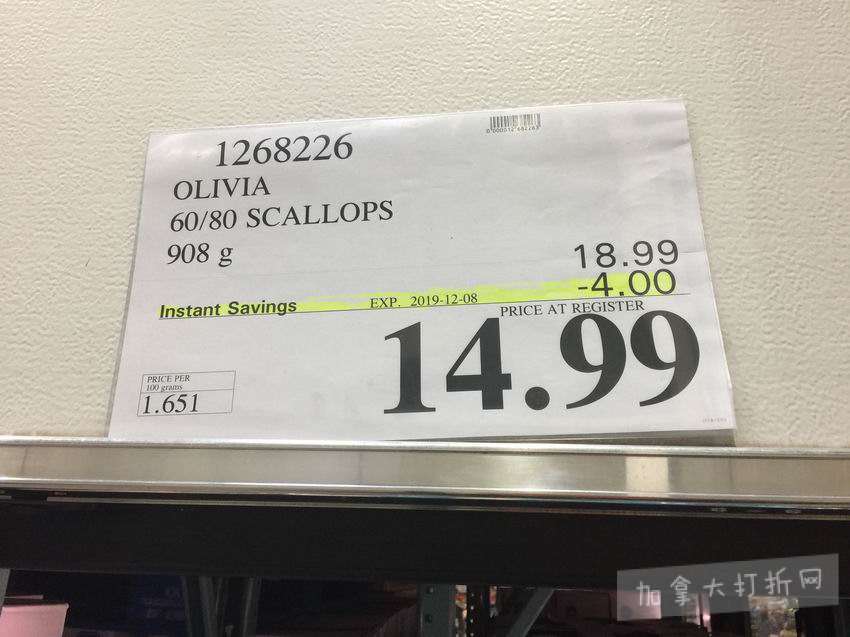 1268226
OLIVIA
60/80 SCALLOPS
908 g
18.99
-4.00
Instant Savings EXP. 2019-12-08
PRICE AT REGISTER
14.99
PRICE PER
100 grams
1.651
加拿大打折网